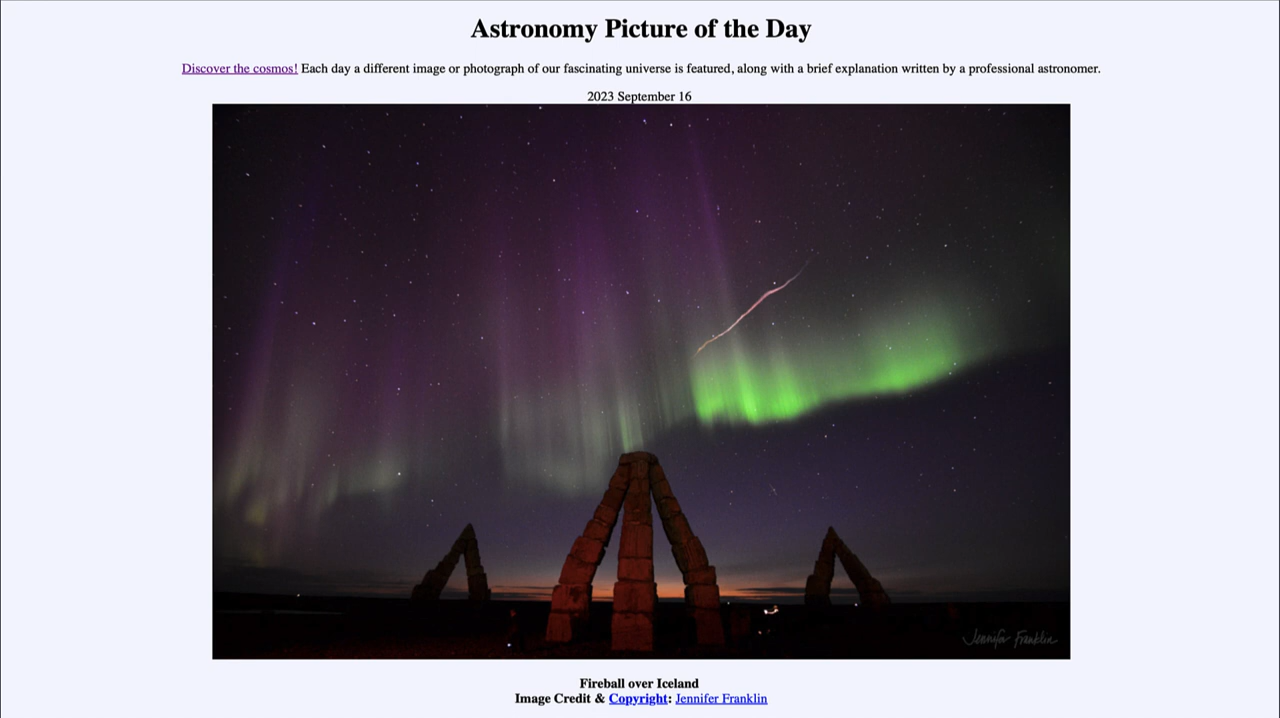 Astronomy Picture of the Day
Discover the cosmos! Each day a different image or photograph of our fascinating universe is featured, along with a brief explanation written by a professional astronomer.
2023 September 16
Jennifer Franklin
Fireball over Iceland
Image Credit & Copyright: Jennifer Franklin